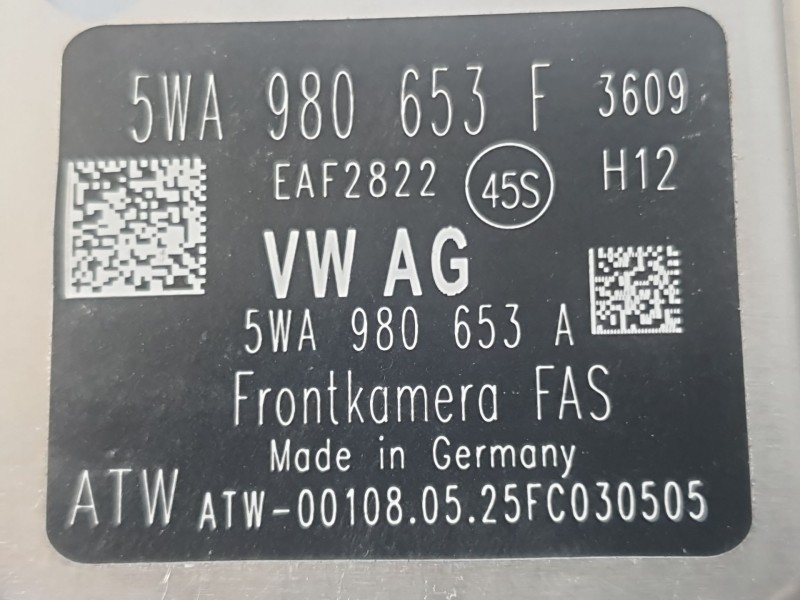 5WA 980 653 F 3609
EAF2822 45S H12
VW AG
5WA 980 653 A
Frontkamera FAS
Made in Germany
ATW ATW-00108.05.25FC030505